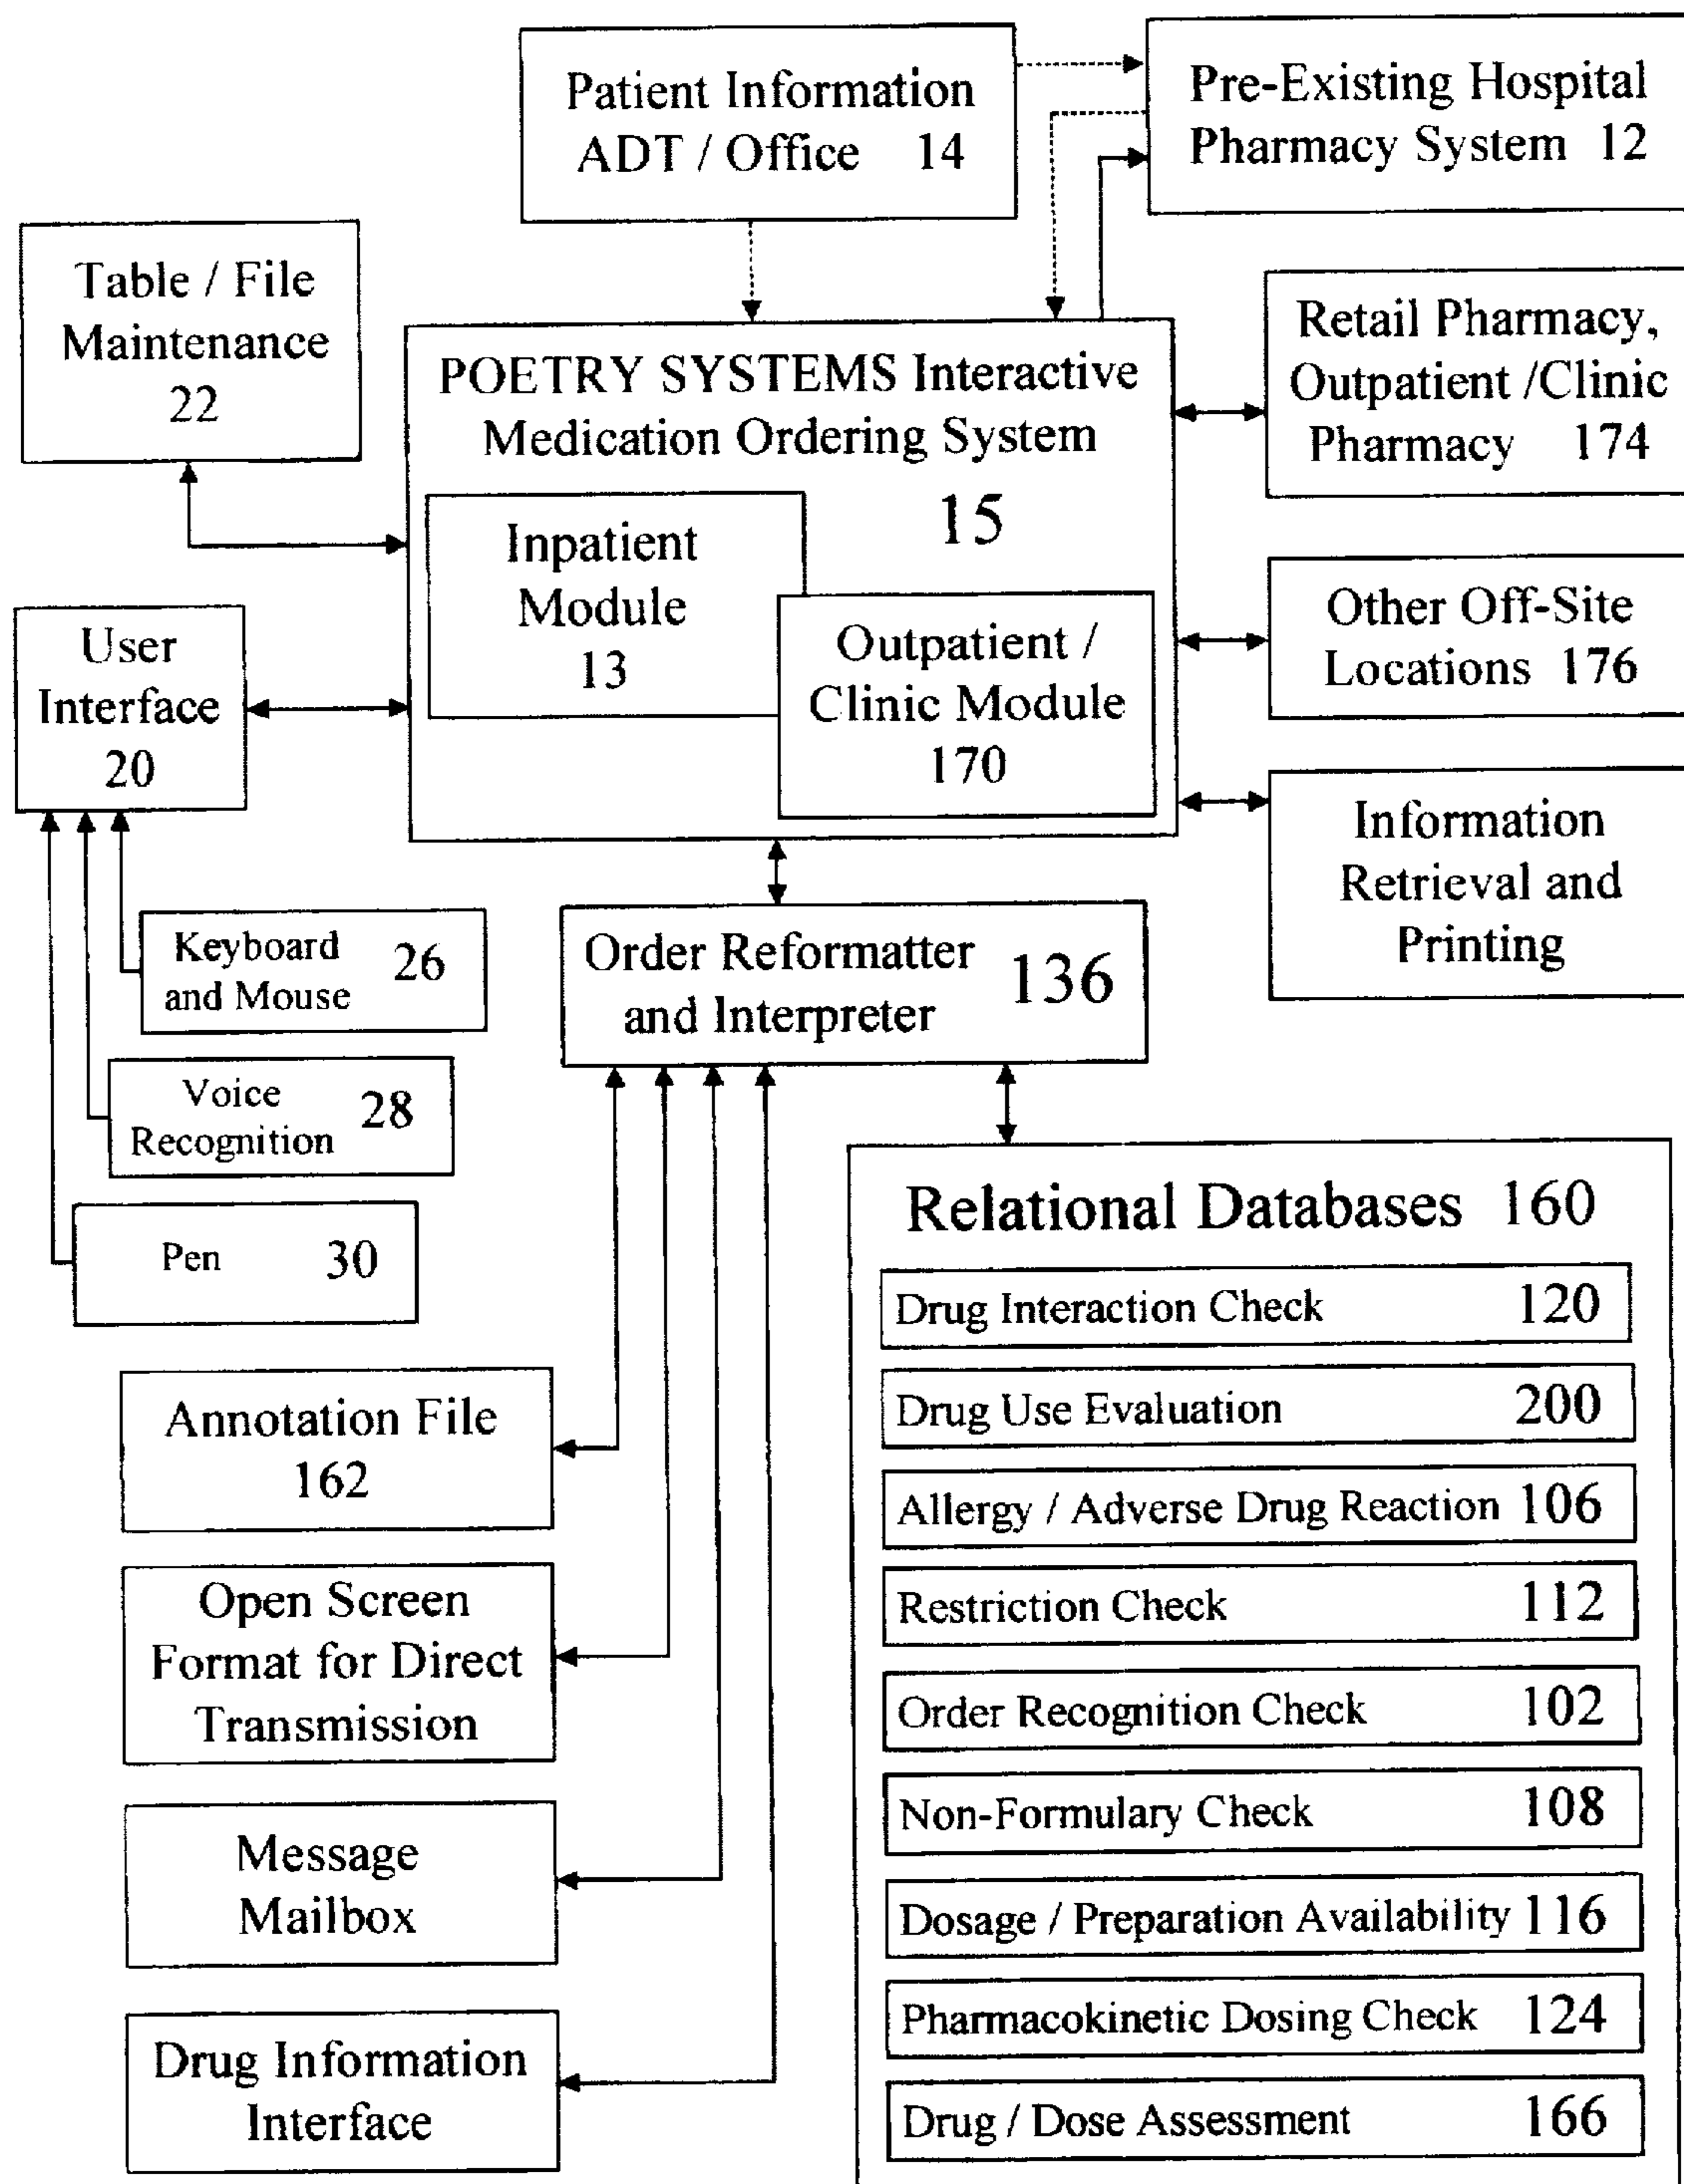 Patient Information
ADT / Office 14
Pre-Existing Hospital
Pharmacy System 12
Table / File
Maintenance
22
POETRY SYSTEMS Interactive
Medication Ordering System
15
Inpatient
Module
13
Outpatient /
Clinic Module
170
Retail Pharmacy,
Outpatient /Clinic
Pharmacy 174
Other Off-Site
Locations 176
Information
Retrieval and
Printing
User
Interface
20
Keyboard
and Mouse 26
Voice
Recognition 28
Pen 30
Order Reformatter
and Interpreter 136
Annotation File
162
Open Screen
Format for Direct
Transmission
Message
Mailbox
Drug Information
Interface
Relational Databases 160
Drug Interaction Check 120
Drug Use Evaluation 200
Allergy / Adverse Drug Reaction 106
Restriction Check 112
Order Recognition Check 102
Non-Formulary Check 108
Dosage / Preparation Availability 116
Pharmacokinetic Dosing Check 124
Drug / Dose Assessment 166